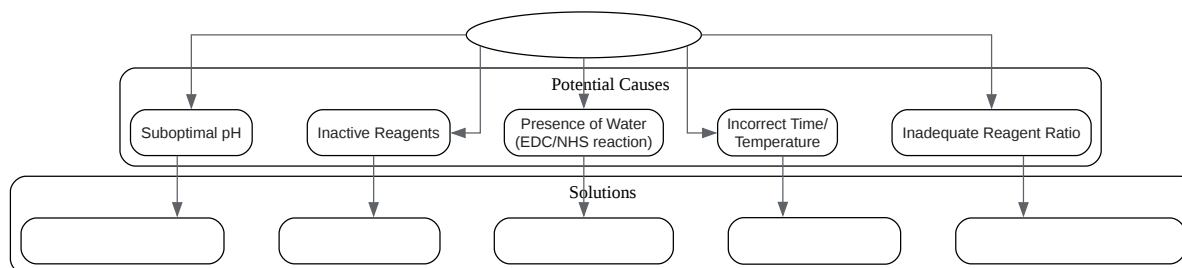 Potential Causes
Suboptimal pH
Inactive Reagents
Presence of Water
(EDC/NHS reaction)
Incorrect Time/
Temperature
Inadequate Reagent Ratio
Solutions